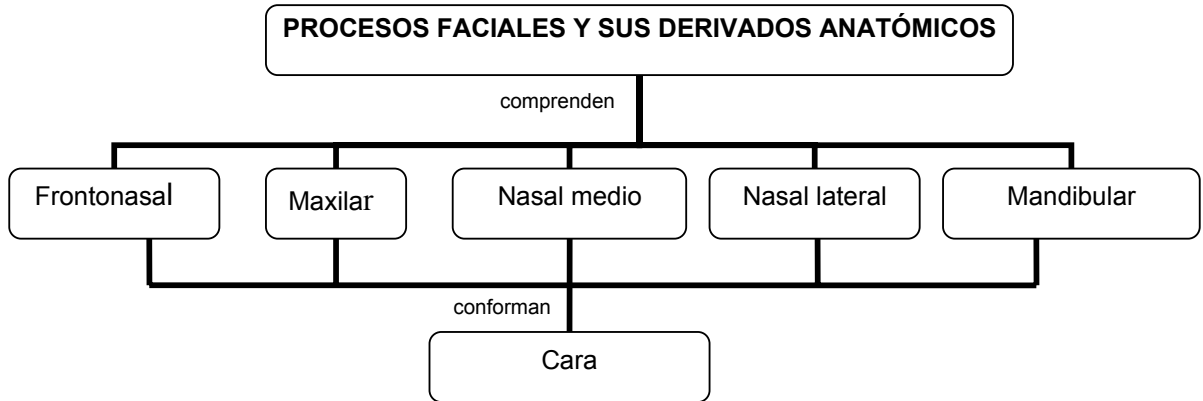 PROCESOS FACIALES Y SUS DERIVADOS ANATÓMICOS
comprenden
Frontonasal
Maxilar
Nasal medio
Nasal lateral
Mandibular
conforman
Cara